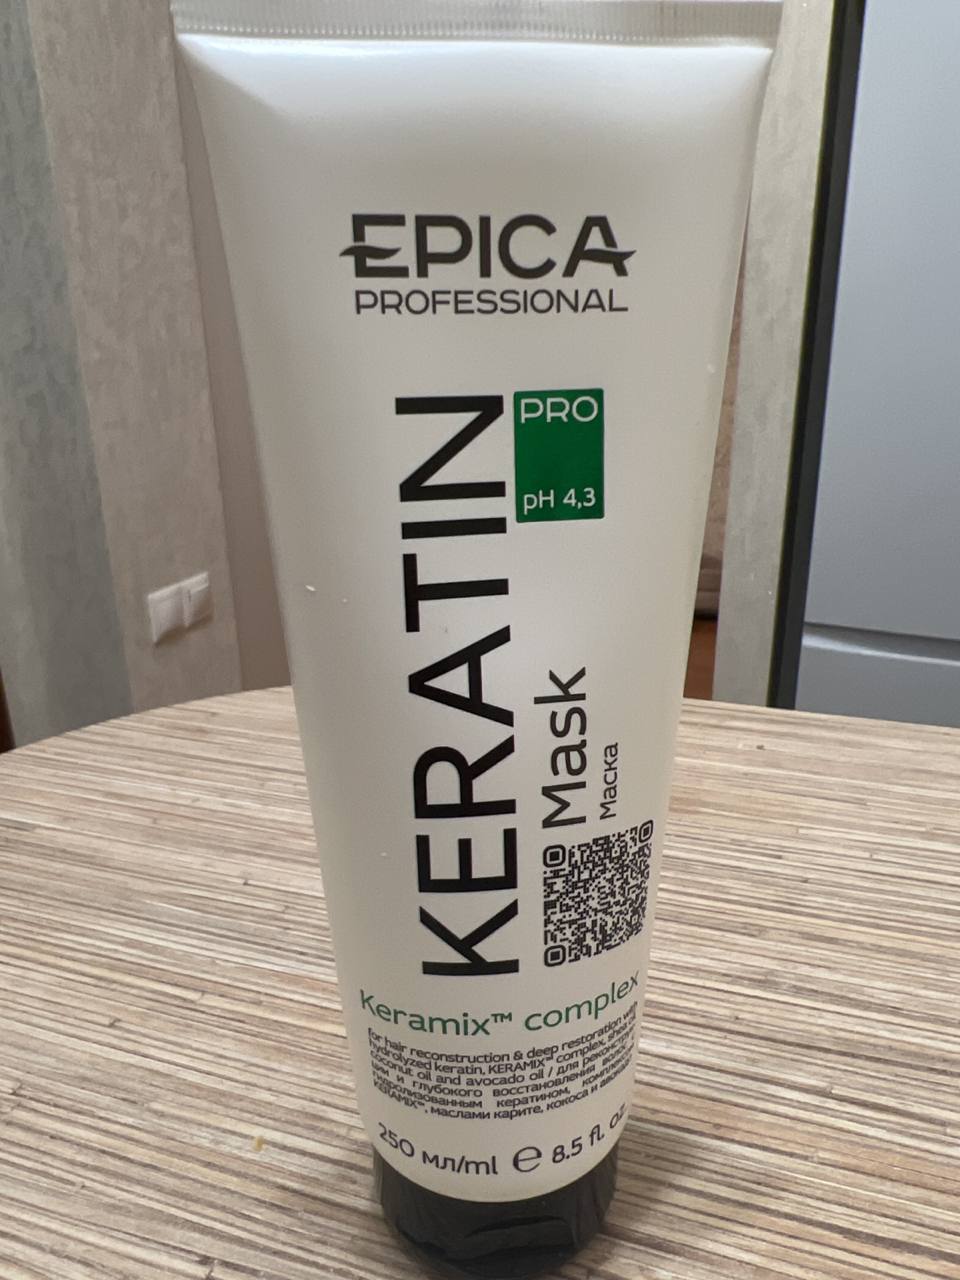 EPICA
PROFESSIONAL
KERATIN
PRO
pH 4,3
Mask
Маска
Keramix™ complex
for hair reconstruction & deep restoration with
hydrolyzed keratin, KERAMIX™ complex, shea oil,
coconut oil and avocado oil / для реконструк-
ции и глубокого восстановления волос с
гидролизованным кератином, комплексом
KERAMIX™, маслами карите, кокоса и авокадо
250 мл/ml ℮ 8.5 fl. oz.